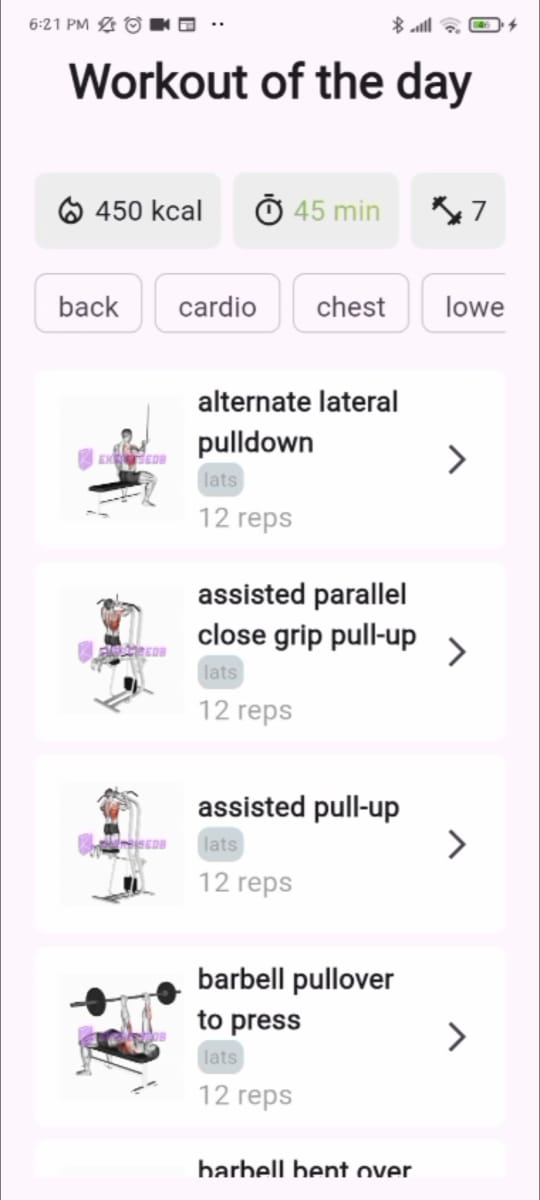 6:21 PM
46
Workout of the day
450 kcal
45 min
7
back
cardio
chest
lowe
alternate lateral
pulldown
lats
12 reps
EXERCISEDB
assisted parallel
close grip pull-up
lats
12 reps
EXERCISEDB
assisted pull-up
lats
12 reps
EXERCISEDB
barbell pullover
to press
lats
12 reps
EXERCISEDB
barbell bent over